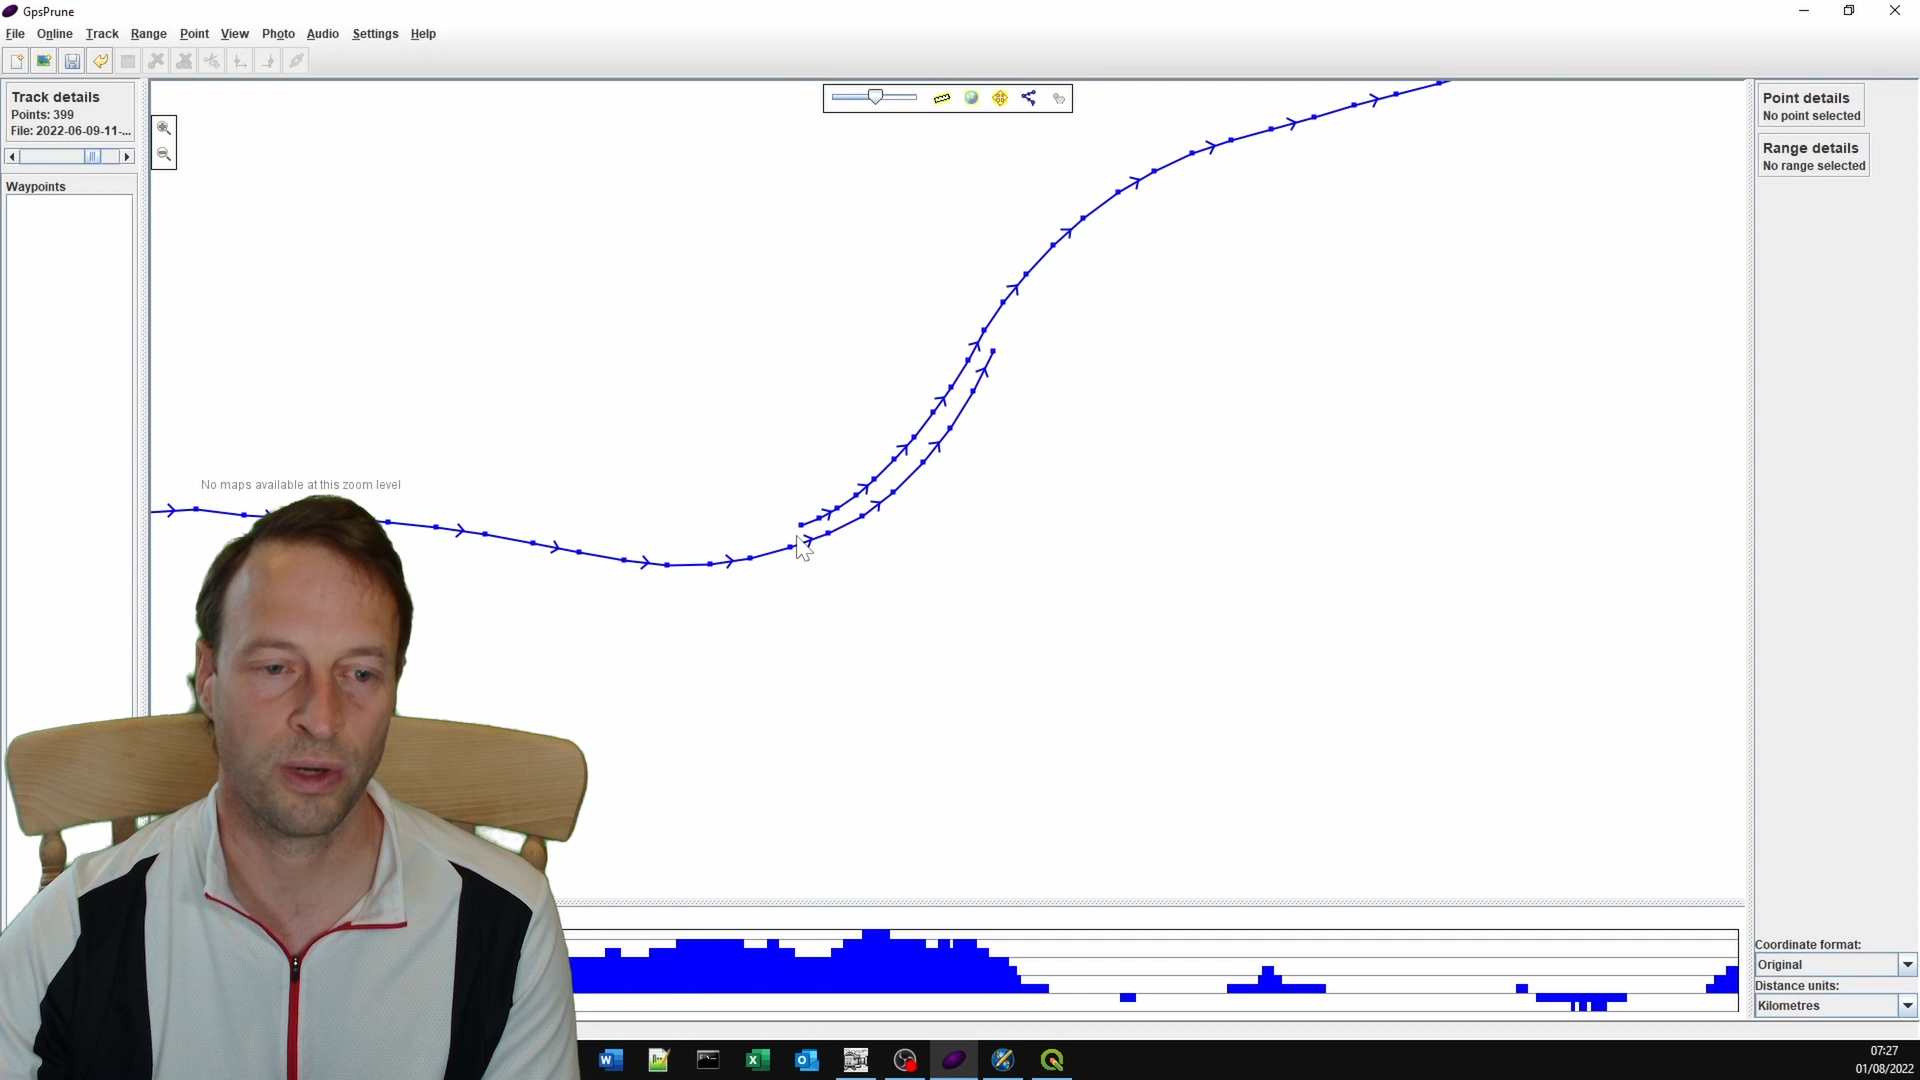 GpsPrune
File Online Track Range Point View Photo Audio Settings Help
Track details
Points: 399
File: 2022-06-09-11-...
Waypoints
No maps available at this zoom level
Point details
No point selected
Range details
No range selected
Coordinate format:
Original
Distance units:
Kilometres
07:27
01/08/2022